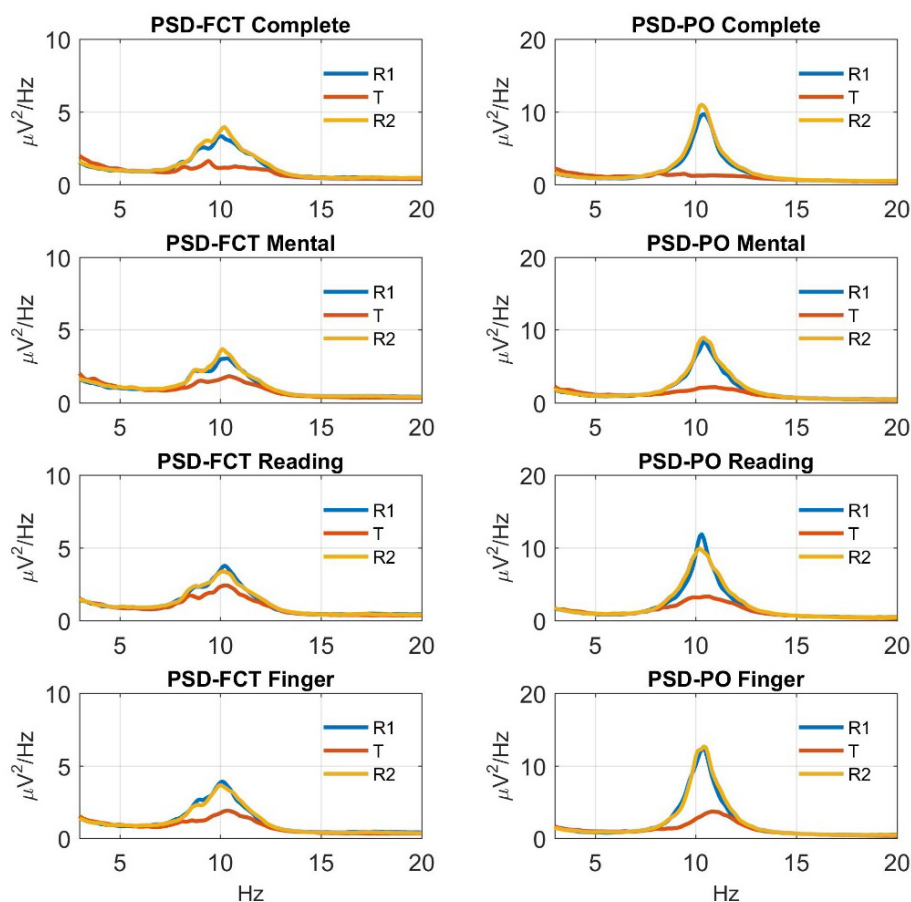 PSD-FCT Complete
10
5
0
μV²/Hz
R1
T
R2
5 10 15 20
PSD-PO Complete
20
10
0
μV²/Hz
R1
T
R2
5 10 15 20
PSD-FCT Mental
10
5
0
μV²/Hz
R1
T
R2
5 10 15 20
PSD-PO Mental
20
10
0
μV²/Hz
R1
T
R2
5 10 15 20
PSD-FCT Reading
10
5
0
μV²/Hz
R1
T
R2
5 10 15 20
PSD-PO Reading
20
10
0
μV²/Hz
R1
T
R2
5 10 15 20
PSD-FCT Finger
10
5
0
μV²/Hz
R1
T
R2
5 10 15 20
Hz
PSD-PO Finger
20
10
0
μV²/Hz
R1
T
R2
5 10 15 20
Hz